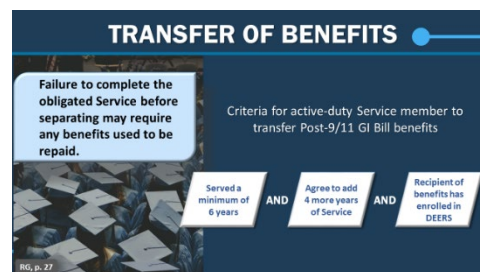 TRANSFER OF BENEFITS
Failure to complete the
obligated Service before
separating may require
any benefits used to be
repaid.
Criteria for active-duty Service member to
transfer Post-9/11 GI Bill benefits
Served a
minimum of
6 years
AND
Agree to add
4 more years
of Service
AND
Recipient of
benefits has
enrolled in
DEERS
RG, p. 27